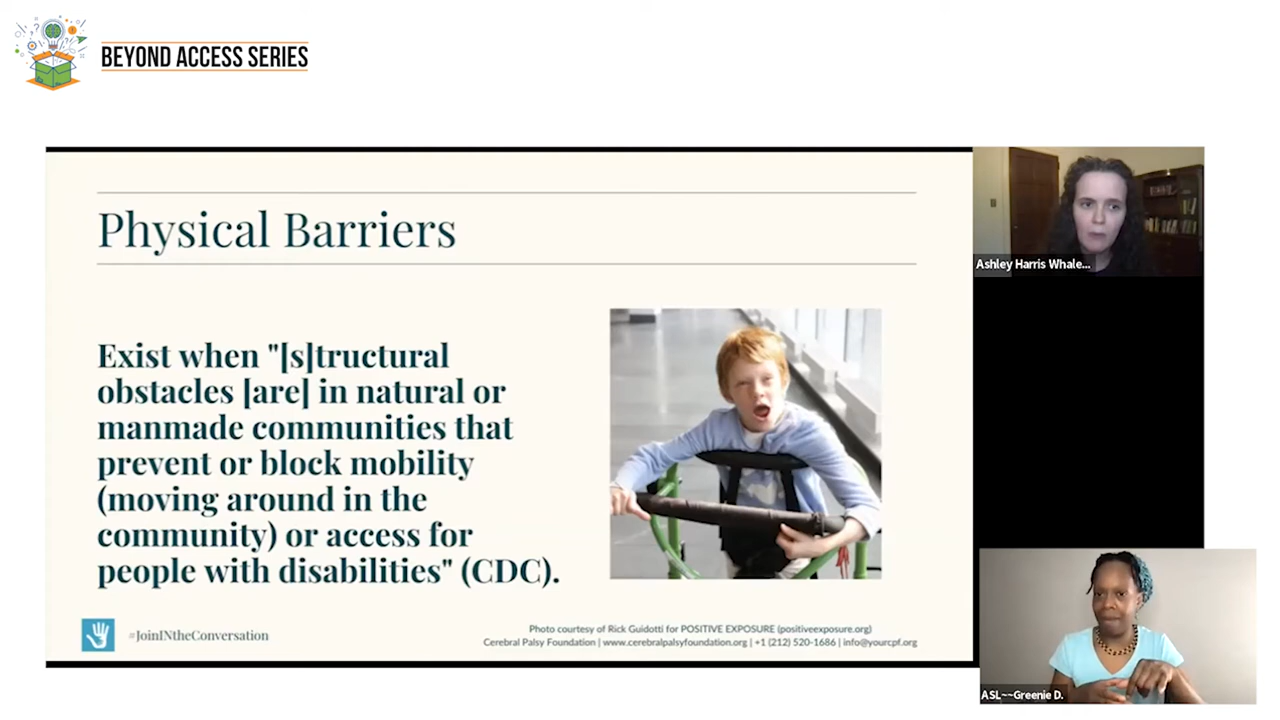 BEYOND ACCESS SERIES
Physical Barriers
Exist when "[s]tructural
obstacles [are] in natural or
manmade communities that
prevent or block mobility
(moving around in the
community) or access for
people with disabilities" (CDC).
#JoinINtheConversation
Photo courtesy of Rick Guidotti for POSITIVE EXPOSURE (positiveexposure.org)
Cerebral Palsy Foundation | www.cerebralpalsyfoundation.org | +1 (212) 520-1686 | info@yourcpf.org
Ashley Harris Whale...
ASL~~Greenie D.